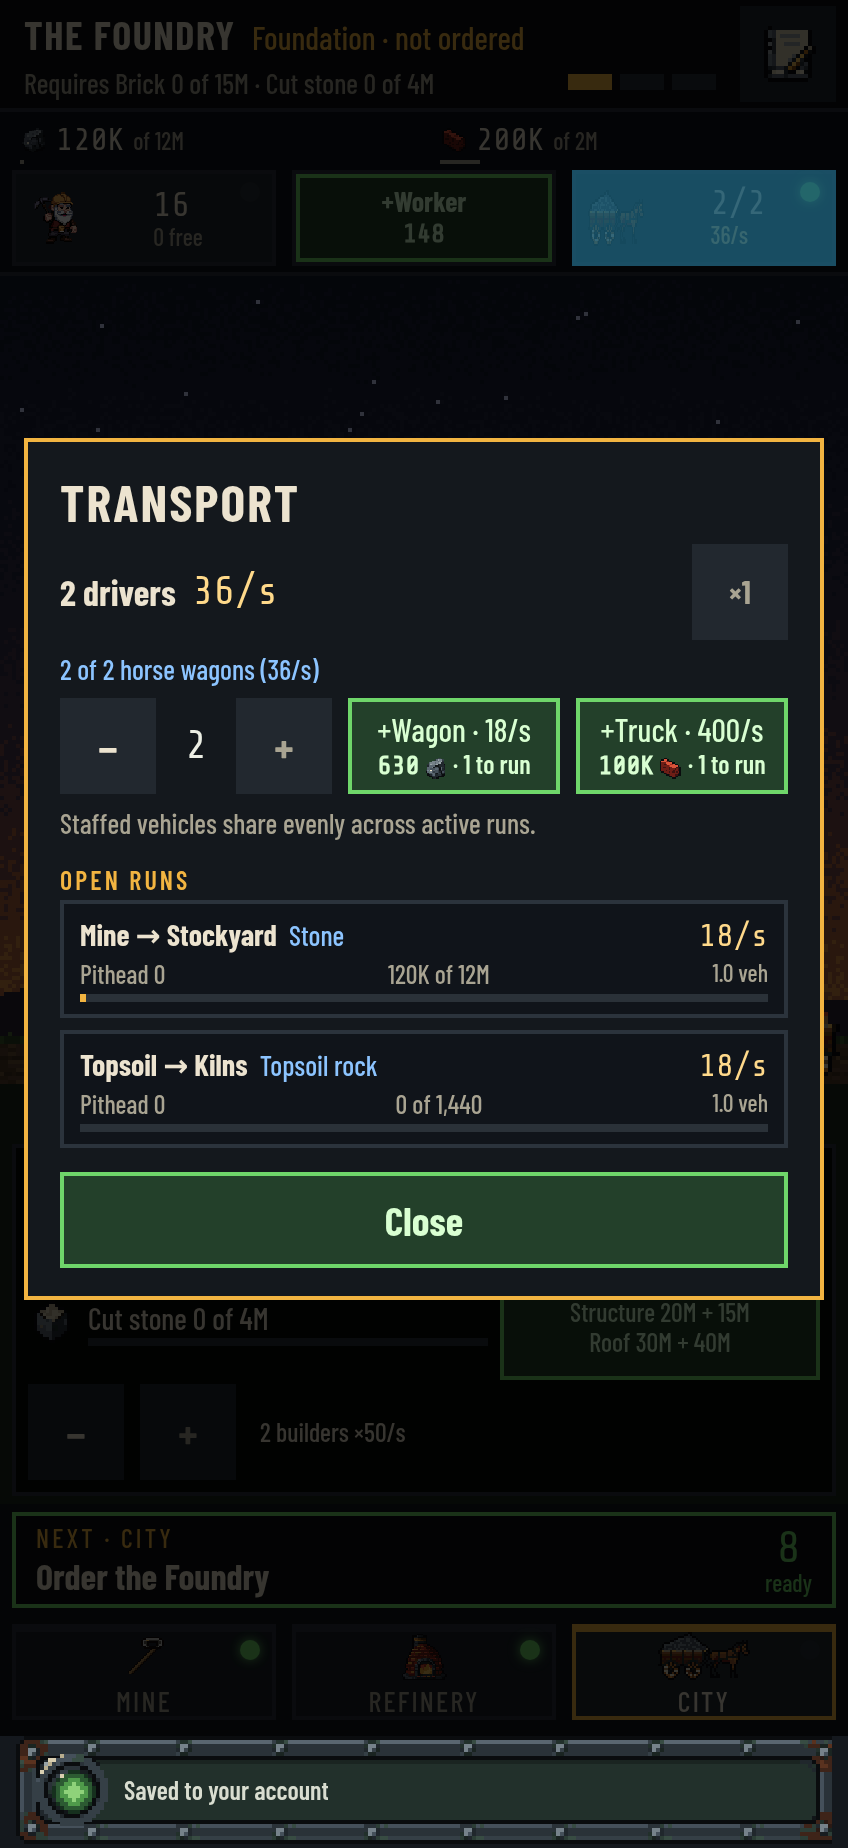 THE FOUNDRY Foundation · not ordered
Requires Brick 0 of 15M · Cut stone 0 of 4M
120K of 12M
200K of 2M
16
0 free
+Worker
148
2/2
36/s
TRANSPORT
2 drivers 36/s
×1
2 of 2 horse wagons (36/s)
– 2 +
+Wagon · 18/s
630 · 1 to run
+Truck · 400/s
100K · 1 to run
Staffed vehicles share evenly across active runs.
OPEN RUNS
Mine → Stockyard Stone 18/s
Pithead 0 120K of 12M 1.0 veh
Topsoil → Kilns Topsoil rock 18/s
Pithead 0 0 of 1,440 1.0 veh
Close
Cut stone 0 of 4M
Structure 20M + 15M
Roof 30M + 40M
– + 2 builders ×50/s
NEXT · CITY
Order the Foundry
8
ready
MINE
REFINERY
CITY
Saved to your account